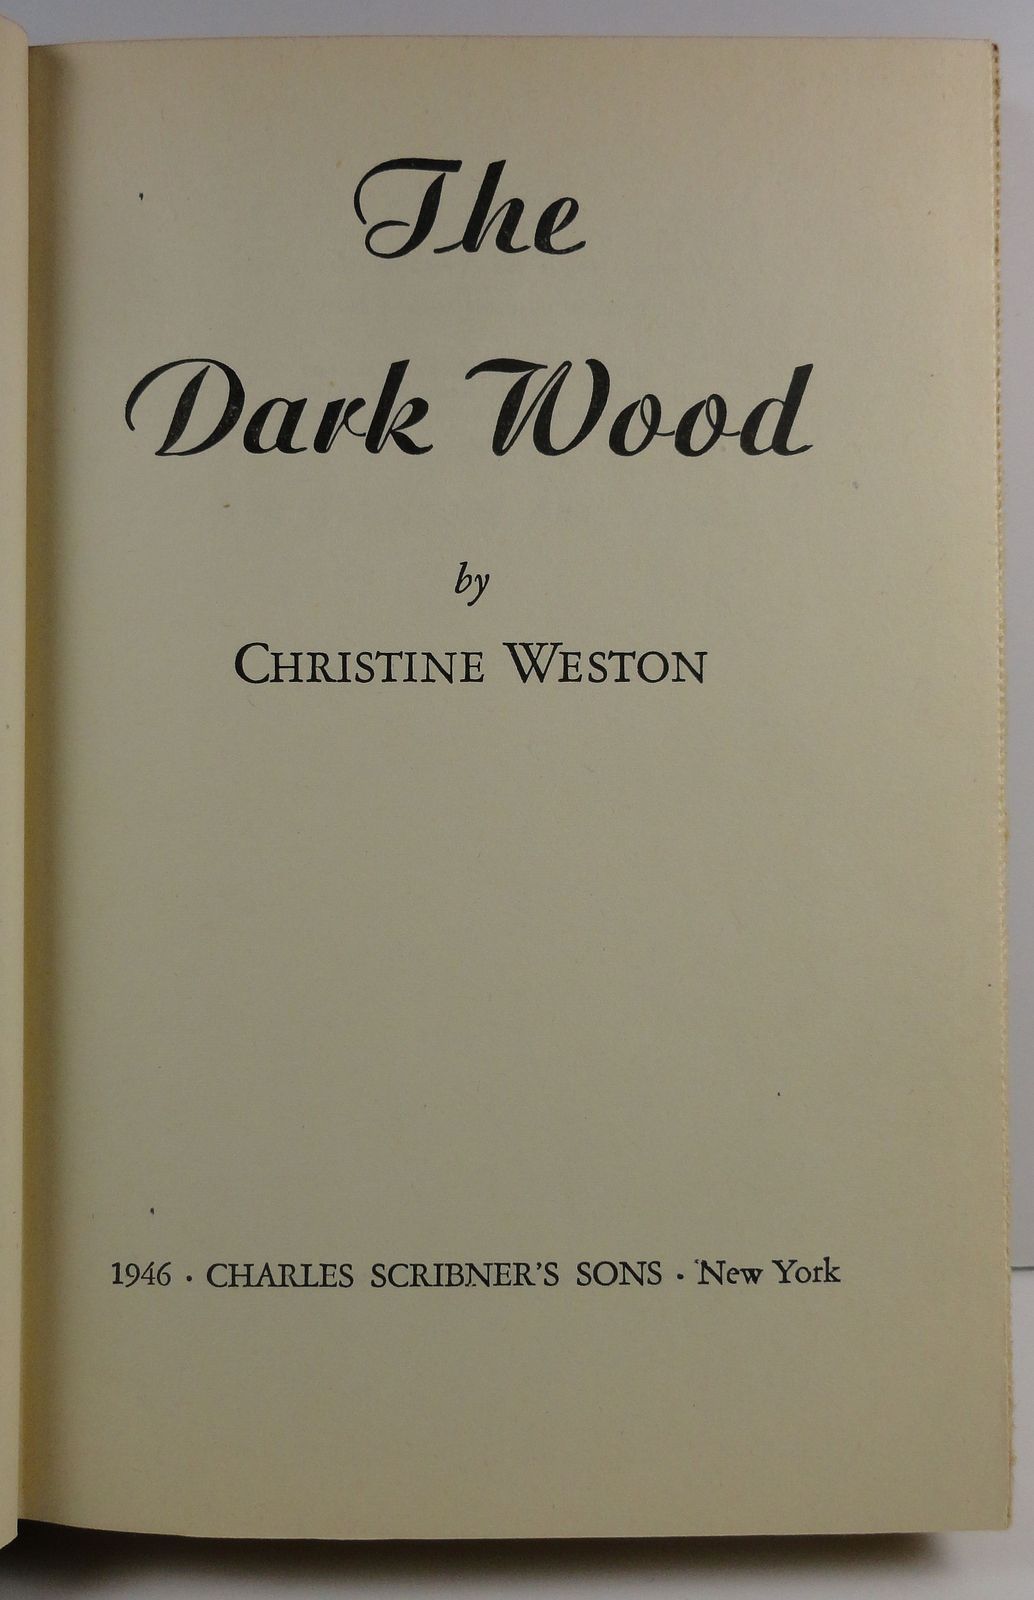 The
Dark Wood
by
CHRISTINE WESTON
1946 · CHARLES SCRIBNER'S SONS · New York